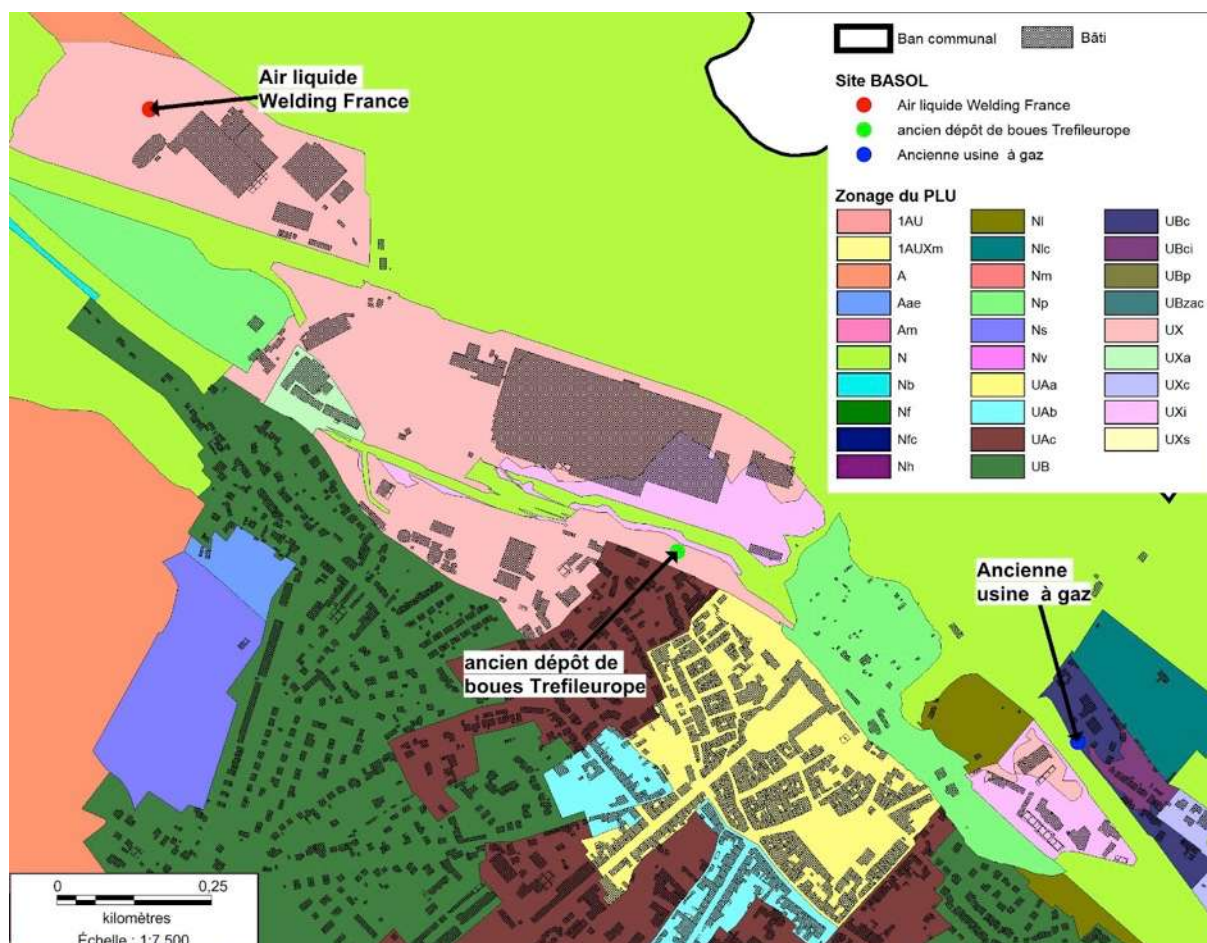 Air liquide
Welding France
ancien dépôt de
boues Trefileurope
Ancienne
usine à gaz
Ban communal
Bâti
Site BASOL
Air liquide Welding France
ancien dépôt de boues Trefileurope
Ancienne usine à gaz
Zonage du PLU
1AU
1AUXm
A
Aae
Am
N
Nb
Nf
Nfc
Nh
Nl
Nlc
Nm
Np
Ns
Nv
UAa
UAb
UAc
UB
UBc
UBci
UBp
UBzac
UX
UXa
UXc
UXi
UXs
0 0,25
kilomètres
Échelle : 1:7 500